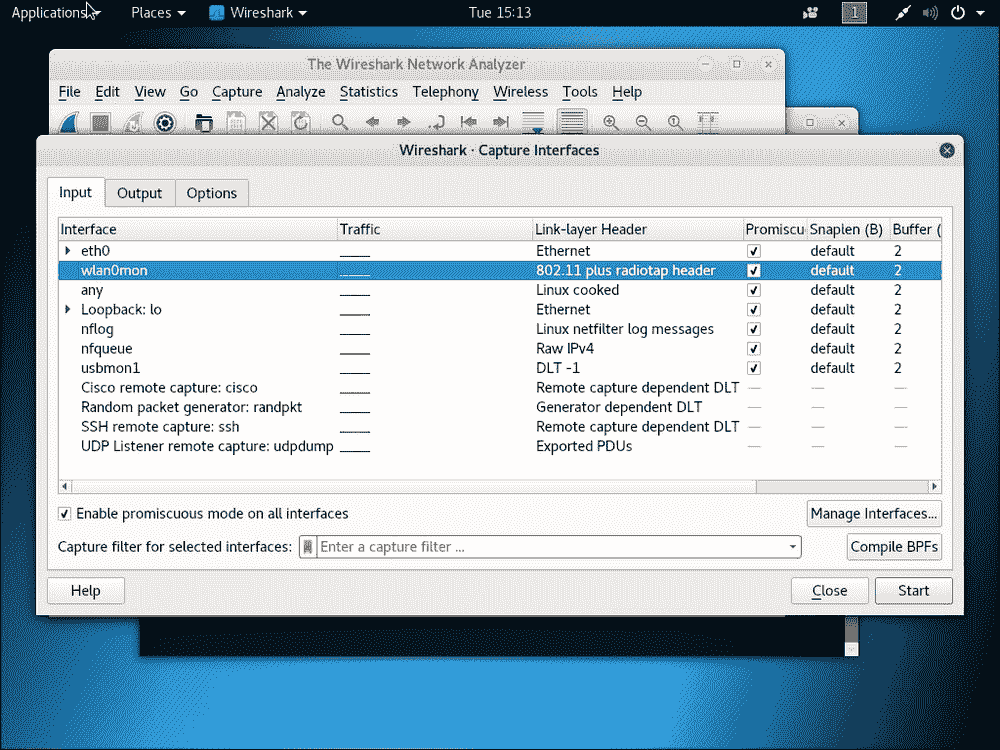 Applications Places Wireshark Tue 15:13 1
The Wireshark Network Analyzer
File Edit View Go Capture Analyze Statistics Telephony Wireless Tools Help
Wireshark · Capture Interfaces
Input Output Options
Interface Traffic Link-layer Header Promiscu Snaplen (B) Buffer (
eth0 Ethernet default 2
wlan0mon 802.11 plus radiotap header default 2
any Linux cooked default 2
Loopback: lo Ethernet default 2
nflog Linux netfilter log messages default 2
nfqueue Raw IPv4 default 2
usbmon1 DLT -1 default 2
Cisco remote capture: cisco Remote capture dependent DLT — — —
Random packet generator: randpkt Generator dependent DLT — — —
SSH remote capture: ssh Remote capture dependent DLT — — —
UDP Listener remote capture: udpdump Exported PDUs — — —
Enable promiscuous mode on all interfaces Manage Interfaces...
Capture filter for selected interfaces: Enter a capture filter ... Compile BPFs
Help Close Start